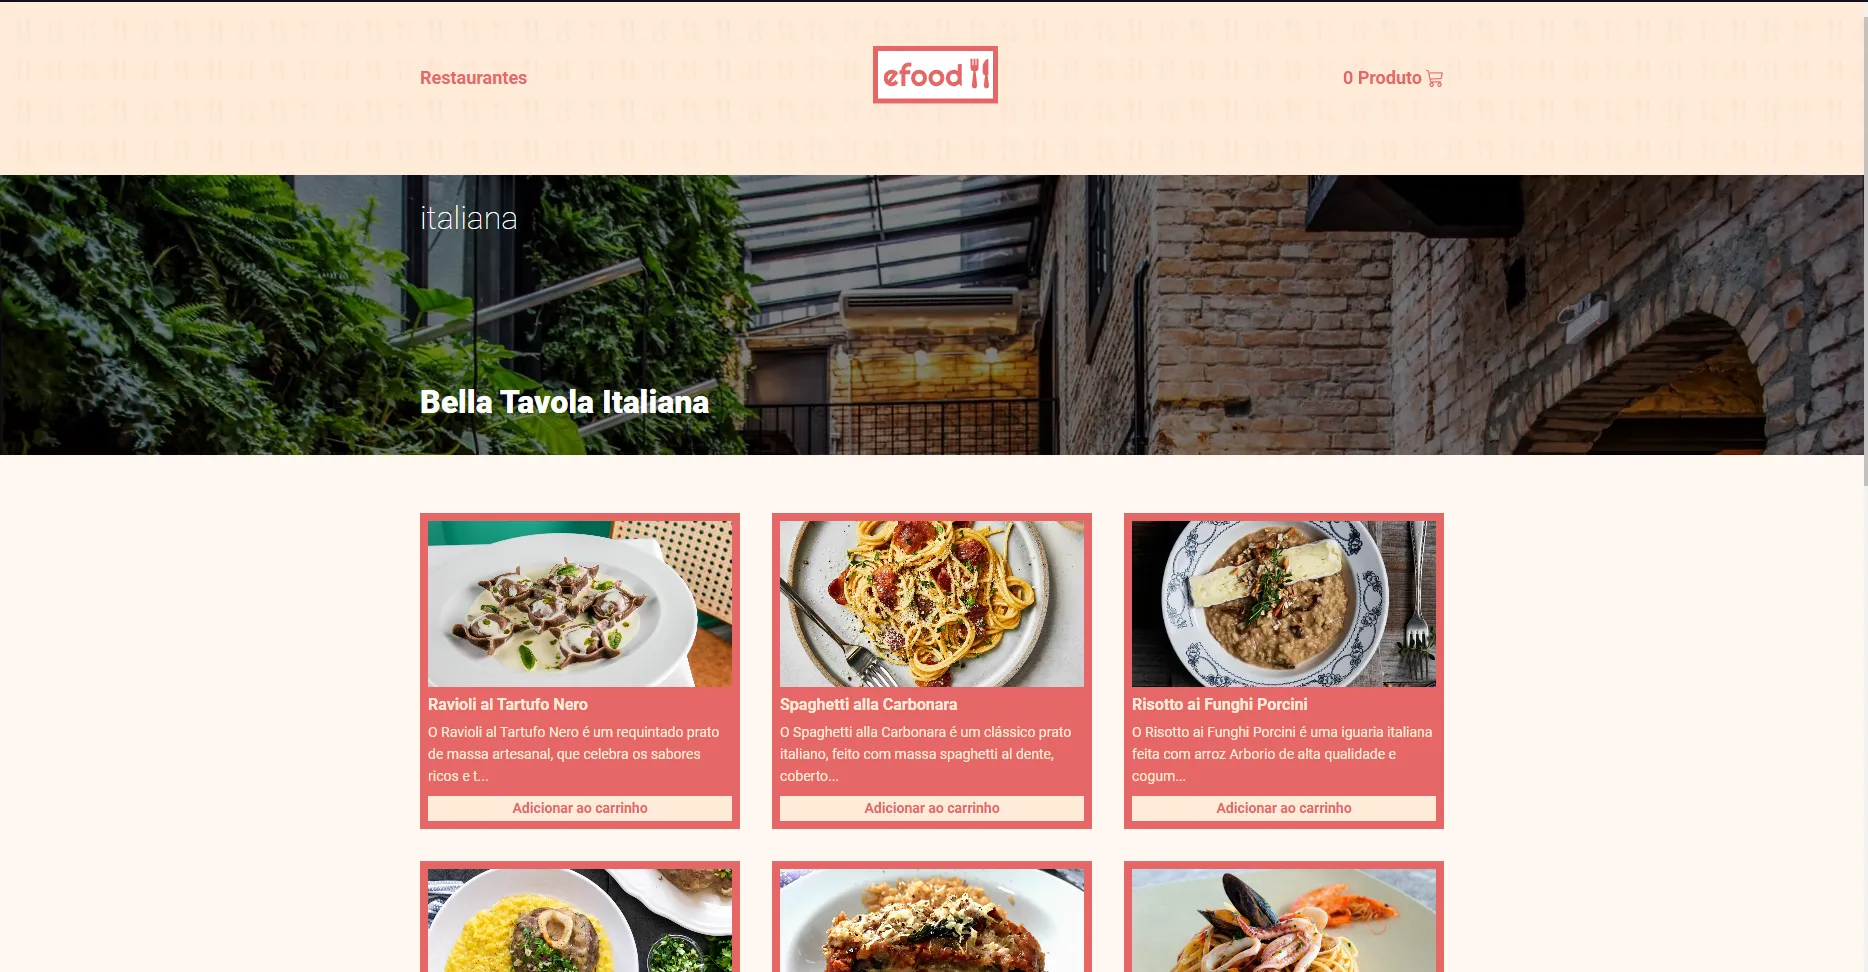 Restaurantes
efood
0 Produto
italiana
Bella Tavola Italiana
Ravioli al Tartufo Nero
O Ravioli al Tartufo Nero é um requintado prato
de massa artesanal, que celebra os sabores
ricos e t...
Adicionar ao carrinho
Spaghetti alla Carbonara
O Spaghetti alla Carbonara é um clássico prato
italiano, feito com massa spaghetti al dente,
coberto...
Adicionar ao carrinho
Risotto ai Funghi Porcini
O Risotto ai Funghi Porcini é uma iguaria italiana
feita com arroz Arborio de alta qualidade e
cogum...
Adicionar ao carrinho